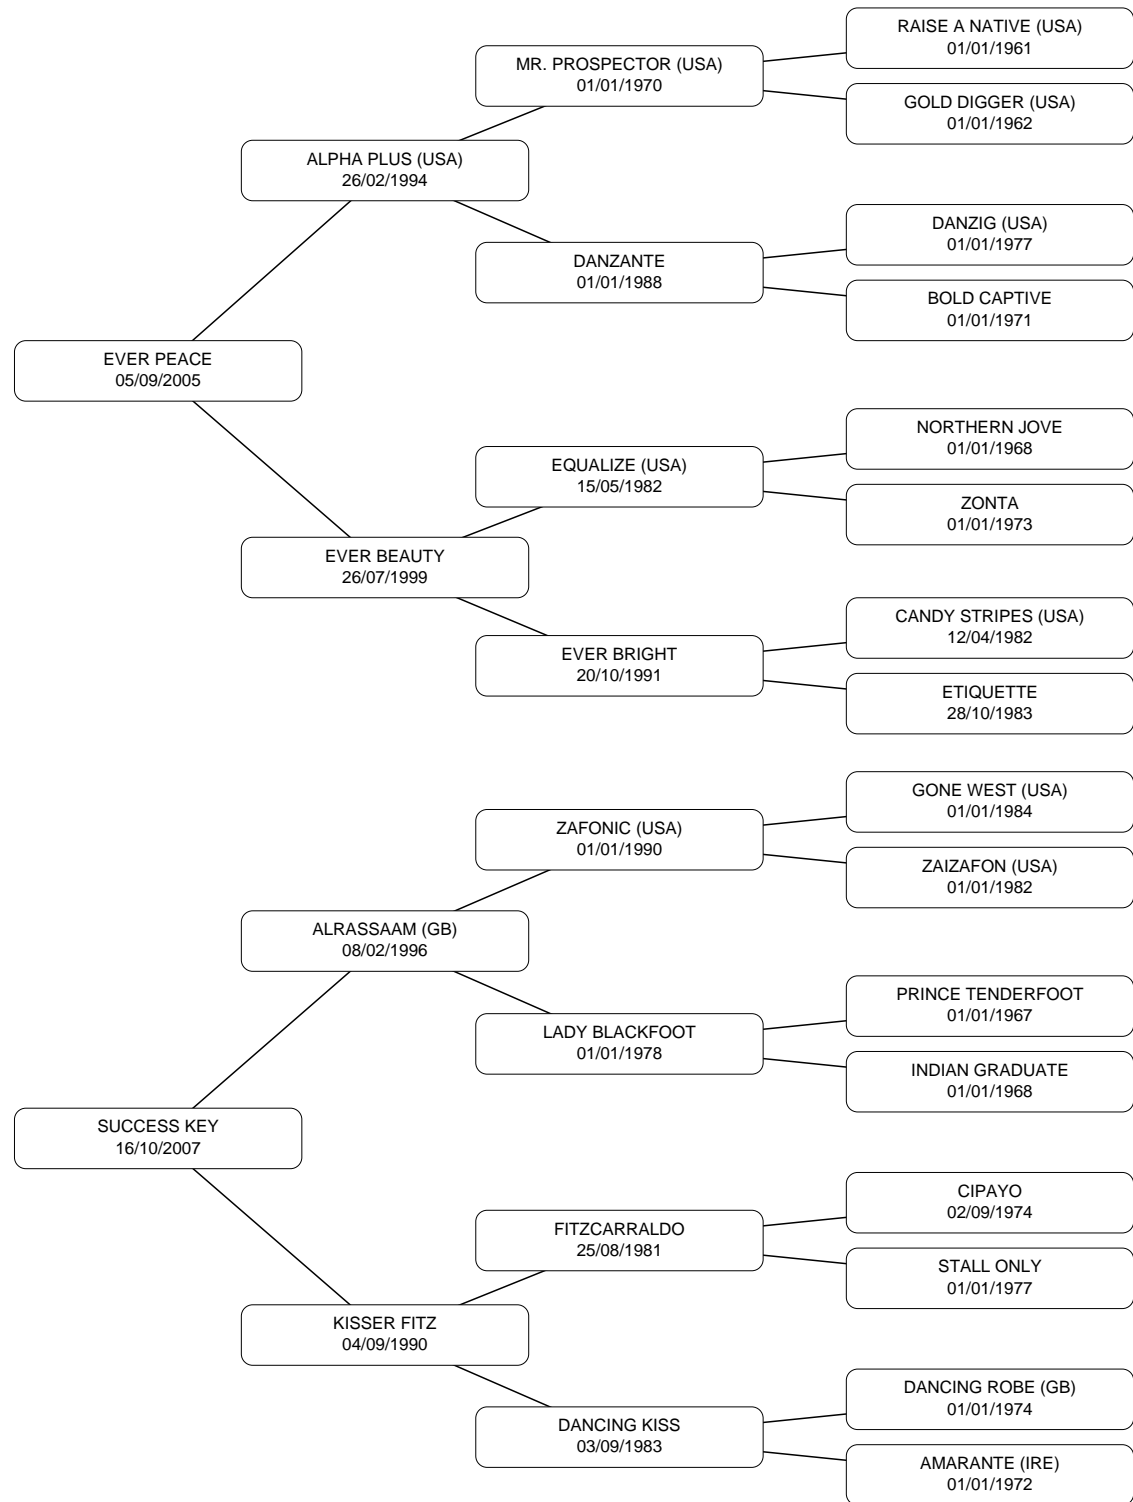 RAISE A NATIVE (USA)
01/01/1961
MR. PROSPECTOR (USA)
01/01/1970
GOLD DIGGER (USA)
01/01/1962
ALPHA PLUS (USA)
26/02/1994
DANZIG (USA)
01/01/1977
DANZANTE
01/01/1988
BOLD CAPTIVE
01/01/1971
EVER PEACE
05/09/2005
NORTHERN JOVE
01/01/1968
EQUALIZE (USA)
15/05/1982
ZONTA
01/01/1973
EVER BEAUTY
26/07/1999
CANDY STRIPES (USA)
12/04/1982
EVER BRIGHT
20/10/1991
ETIQUETTE
28/10/1983
GONE WEST (USA)
01/01/1984
ZAFONIC (USA)
01/01/1990
ZAIZAFON (USA)
01/01/1982
ALRASSAAM (GB)
08/02/1996
PRINCE TENDERFOOT
01/01/1967
LADY BLACKFOOT
01/01/1978
INDIAN GRADUATE
01/01/1968
SUCCESS KEY
16/10/2007
CIPAYO
02/09/1974
FITZCARRALDO
25/08/1981
STALL ONLY
01/01/1977
KISSER FITZ
04/09/1990
DANCING ROBE (GB)
01/01/1974
DANCING KISS
03/09/1983
AMARANTE (IRE)
01/01/1972